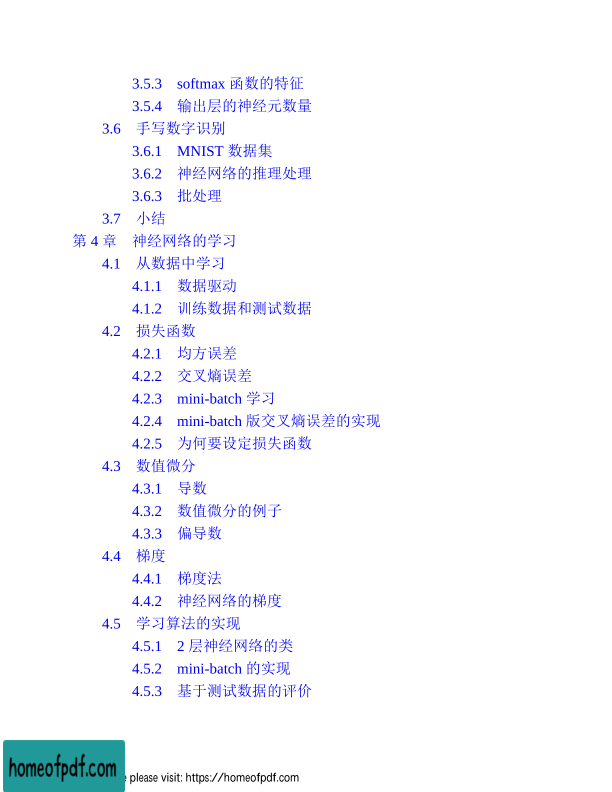 3.5.3 softmax 函数的特征
3.5.4 输出层的神经元数量
3.6 手写数字识别
3.6.1 MNIST 数据集
3.6.2 神经网络的推理处理
3.6.3 批处理
3.7 小结
第 4 章 神经网络的学习
4.1 从数据中学习
4.1.1 数据驱动
4.1.2 训练数据和测试数据
4.2 损失函数
4.2.1 均方误差
4.2.2 交叉熵误差
4.2.3 mini-batch 学习
4.2.4 mini-batch 版交叉熵误差的实现
4.2.5 为何要设定损失函数
4.3 数值微分
4.3.1 导数
4.3.2 数值微分的例子
4.3.3 偏导数
4.4 梯度
4.4.1 梯度法
4.4.2 神经网络的梯度
4.5 学习算法的实现
4.5.1 2 层神经网络的类
4.5.2 mini-batch 的实现
4.5.3 基于测试数据的评价
homeofpdf.com
please visit: https://homeofpdf.com